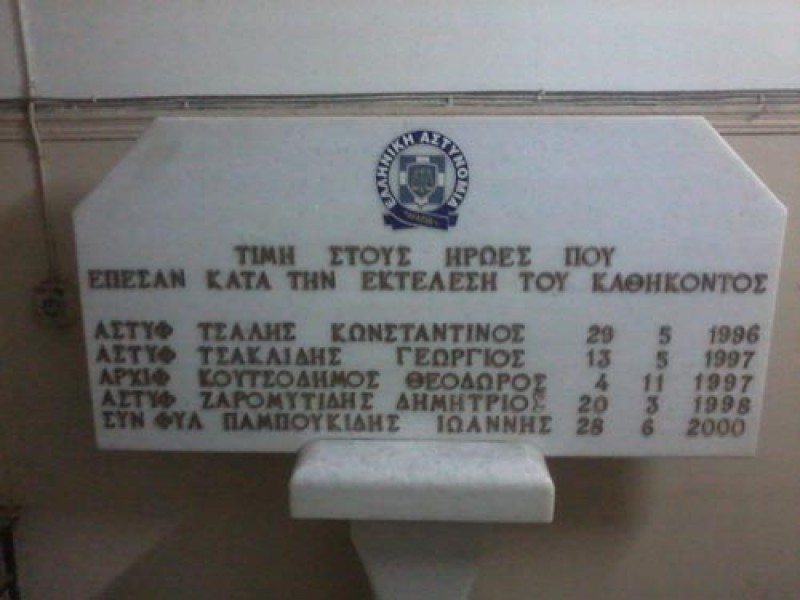 ΕΛΛΗΝΙΚΗ ΑΣΤΥΝΟΜΙΑ
ΤΙΜΗ ΣΤΟΥΣ ΗΡΩΕΣ ΠΟΥ
ΕΠΕΣΑΝ ΚΑΤΑ ΤΗΝ ΕΚΤΕΛΕΣΗ ΤΟΥ ΚΑΘΗΚΟΝΤΟΣ
ΑΣΤΥΦ ΤΣΑΛΗΣ ΚΩΝΣΤΑΝΤΙΝΟΣ 29 5 1996
ΑΣΤΥΦ ΤΣΑΚΛΙΔΗΣ ΓΕΩΡΓΙΟΣ 13 5 1997
ΑΡΧΙΦ ΚΟΥΤΣΟΔΗΜΟΣ ΘΕΟΔΩΡΟΣ 4 11 1997
ΑΣΤΥΦ ΖΑΡΟΜΥΤΙΔΗΣ ΔΗΜΗΤΡΙΟΣ 20 3 1998
ΣΥΝ ΦΥΛ ΠΑΜΠΟΥΚΙΔΗΣ ΙΩΑΝΝΗΣ 28 6 2000